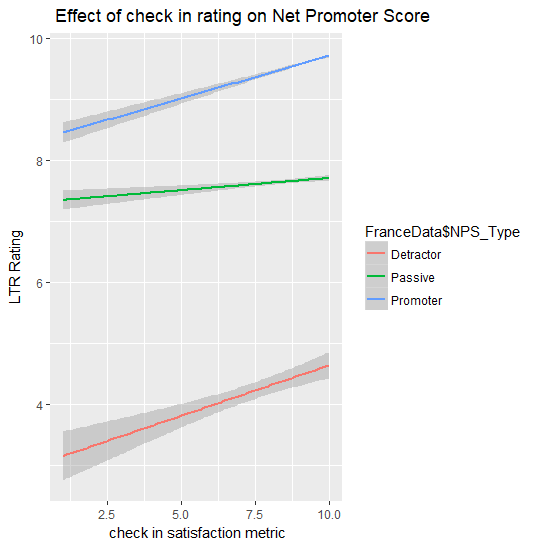 Effect of check in rating on Net Promoter Score
10
8
6
4
LTR Rating
2.5 5.0 7.5 10.0
check in satisfaction metric
FranceData$NPS_Type
Detractor
Passive
Promoter